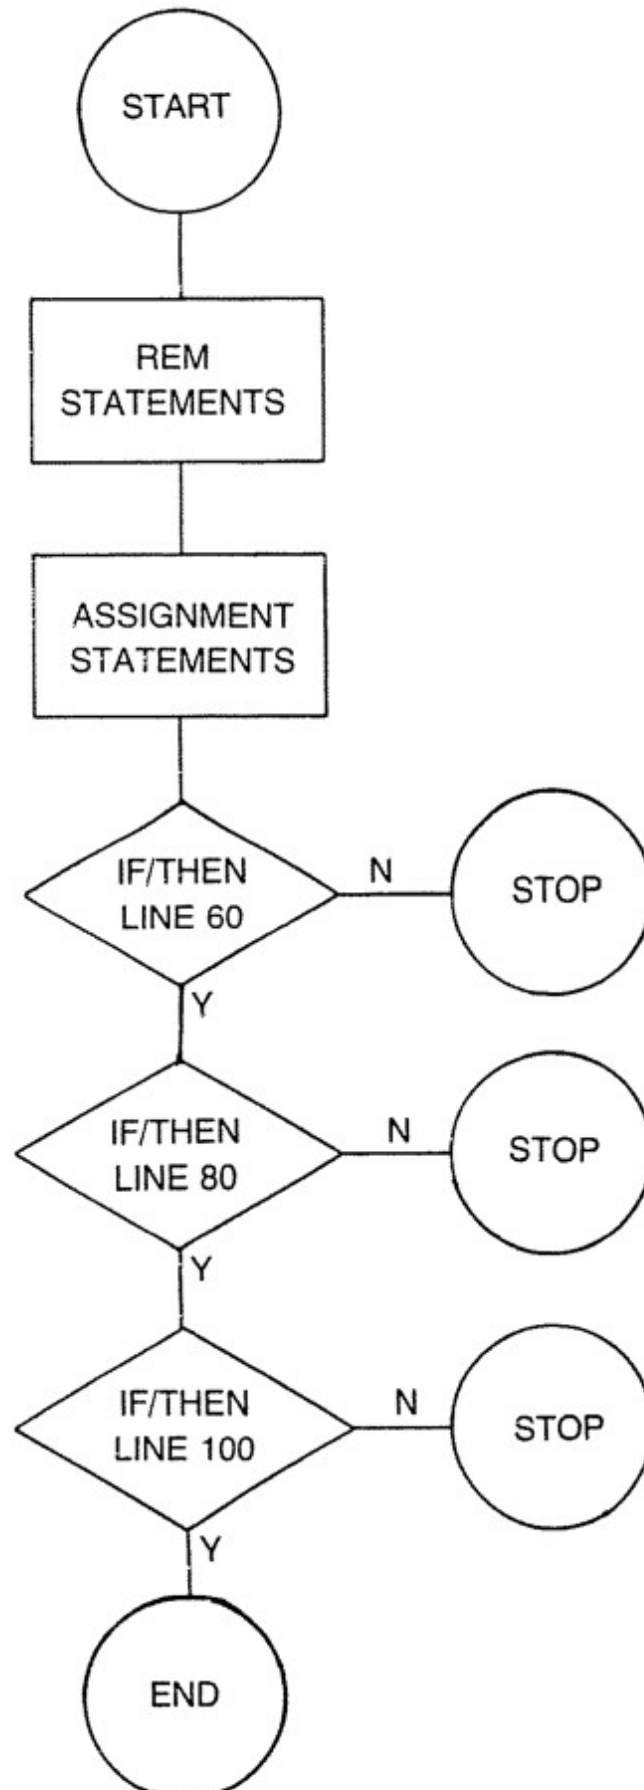 START
REM
STATEMENTS
ASSIGNMENT
STATEMENTS
IF/THEN
LINE 60
N
STOP
Y
IF/THEN
LINE 80
N
STOP
Y
IF/THEN
LINE 100
N
STOP
Y
END